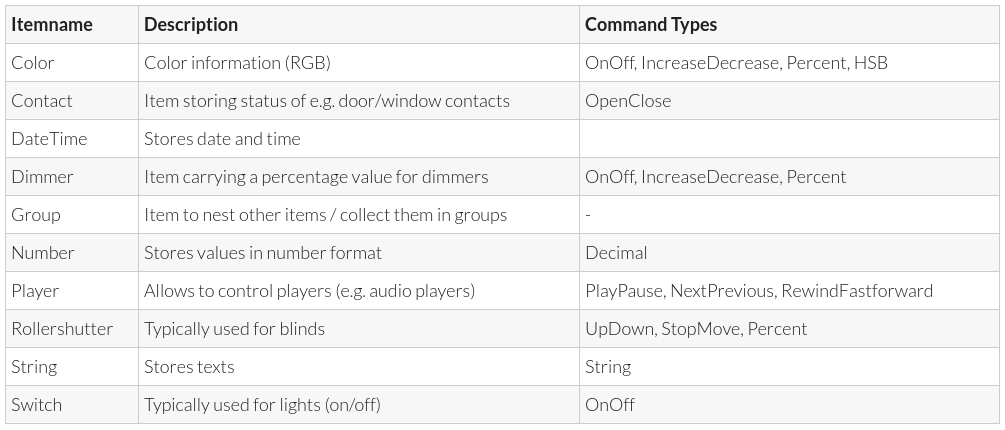 Itemname Description Command Types
Color Color information (RGB) OnOff, IncreaseDecrease, Percent, HSB
Contact Item storing status of e.g. door/window contacts OpenClose
DateTime Stores date and time
Dimmer Item carrying a percentage value for dimmers OnOff, IncreaseDecrease, Percent
Group Item to nest other items / collect them in groups -
Number Stores values in number format Decimal
Player Allows to control players (e.g. audio players) PlayPause, NextPrevious, RewindFastforward
Rollershutter Typically used for blinds UpDown, StopMove, Percent
String Stores texts String
Switch Typically used for lights (on/off) OnOff